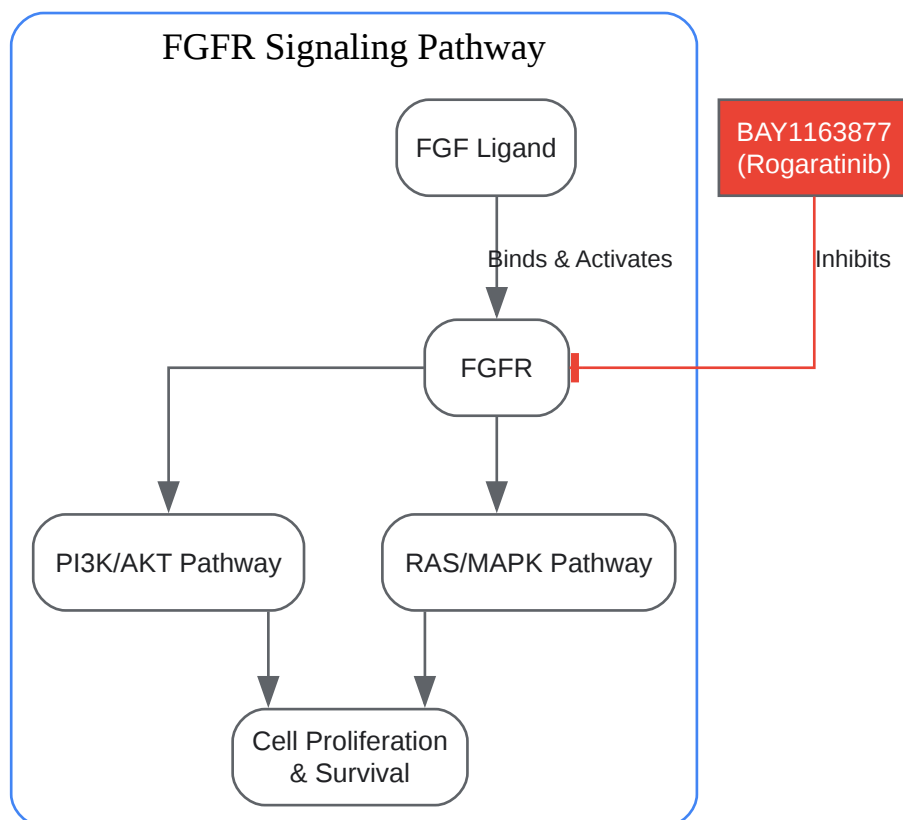 FGFR Signaling Pathway
FGF Ligand
BAY1163877
(Rogaratinib)
Binds & Activates
Inhibits
FGFR
PI3K/AKT Pathway
RAS/MAPK Pathway
Cell Proliferation
& Survival